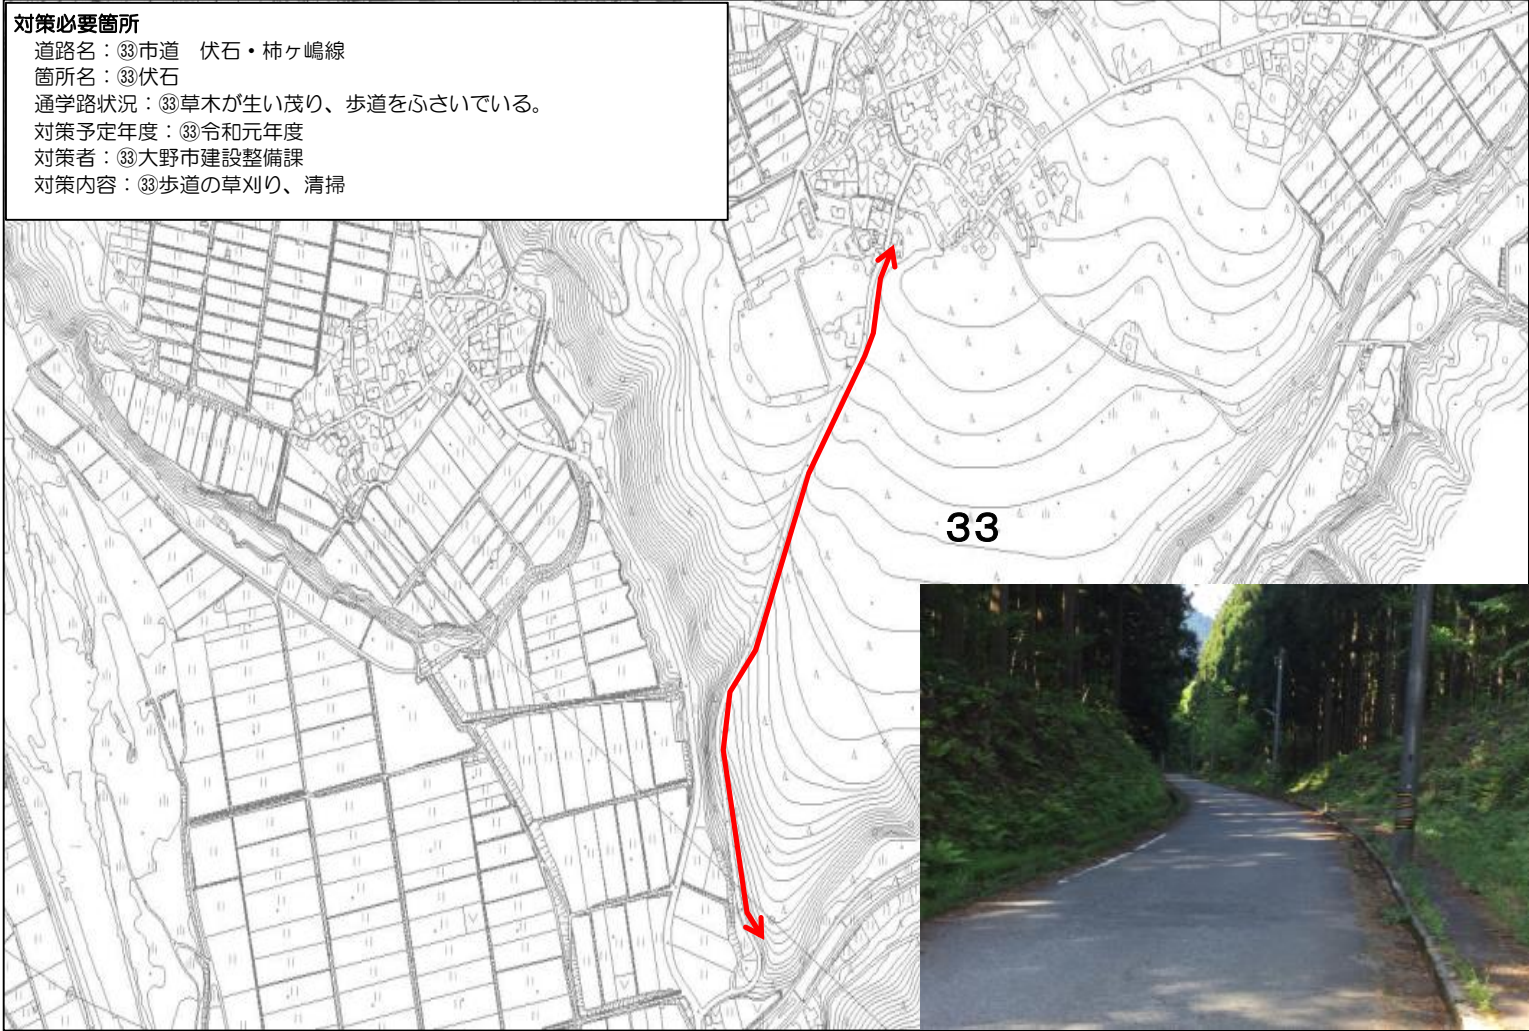 対策必要箇所
道路名：㉝市道　伏石・柿ヶ嶋線
箇所名：㉝伏石
通学路状況：㉝草木が生い茂り、歩道をふさいでいる。
対策予定年度：㉝令和元年度
対策者：㉝大野市建設整備課
対策内容：㉝歩道の草刈り、清掃
33